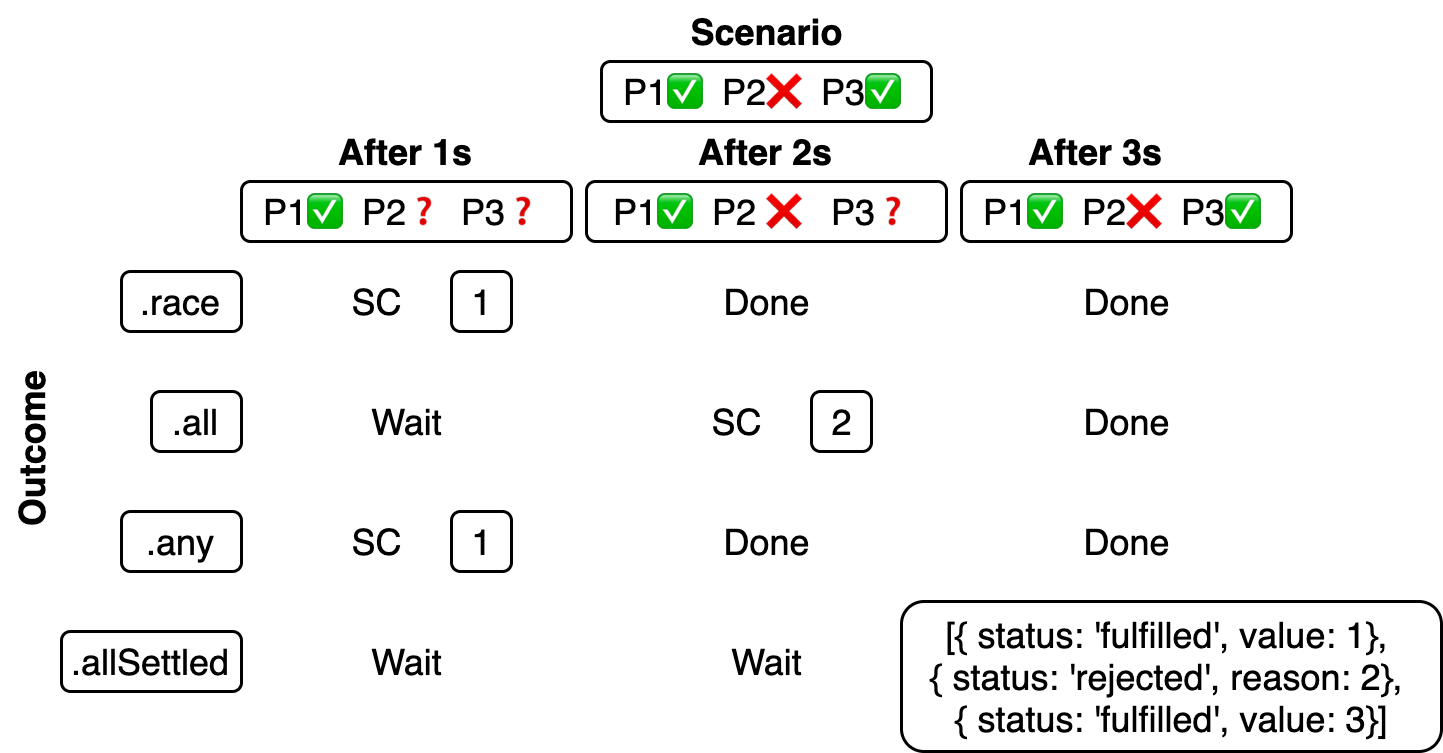 Scenario
P1✅ P2❌ P3✅
After 1s After 2s After 3s
P1✅ P2❓ P3❓ P1✅ P2❌ P3❓ P1✅ P2❌ P3✅
.race SC 1 Done Done
Outcome
.all Wait SC 2 Done
.any SC 1 Done Done
.allSettled Wait Wait
[{ status: 'fulfilled', value: 1},
{ status: 'rejected', reason: 2},
{ status: 'fulfilled', value: 3}]